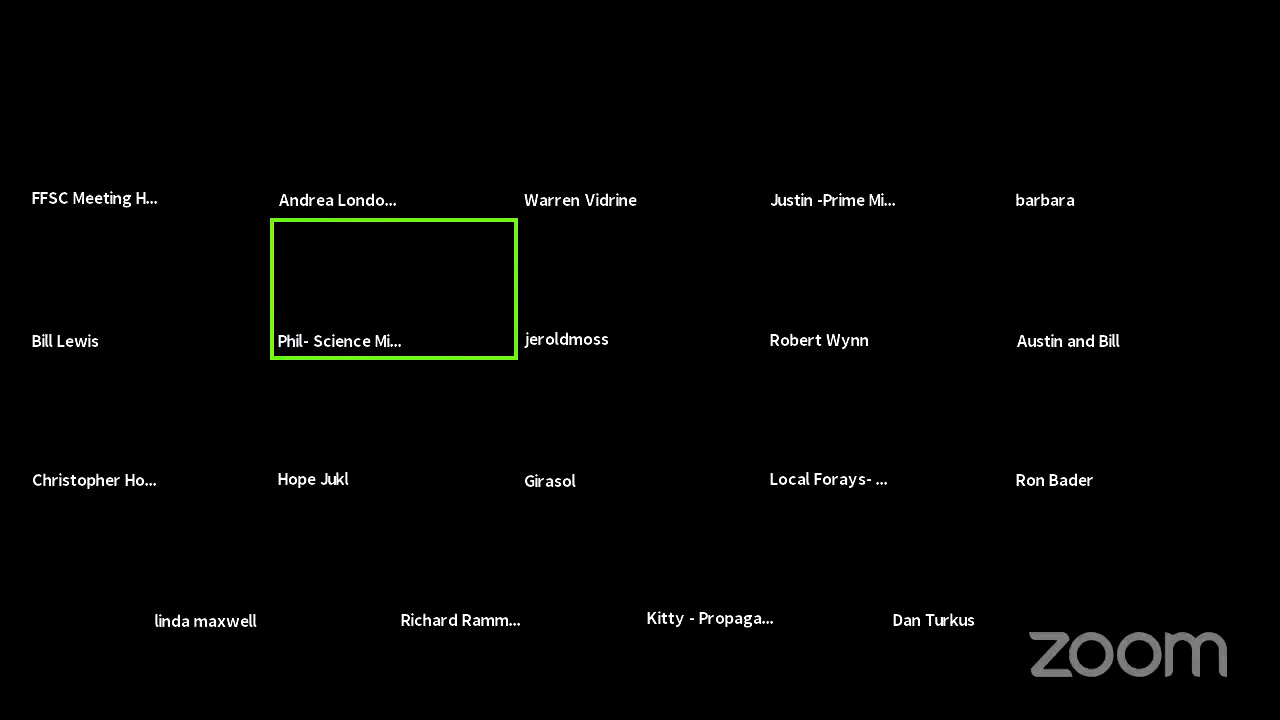 FFSC Meeting H...
Andrea Londo...
Warren Vidrine
Justin -Prime Mi...
barbara
Bill Lewis
Phil- Science Mi...
jeroldmoss
Robert Wynn
Austin and Bill
Christopher Ho...
Hope Jukl
Girasol
Local Forays- ...
Ron Bader
linda maxwell
Richard Ramm...
Kitty - Propaga...
Dan Turkus
zoom